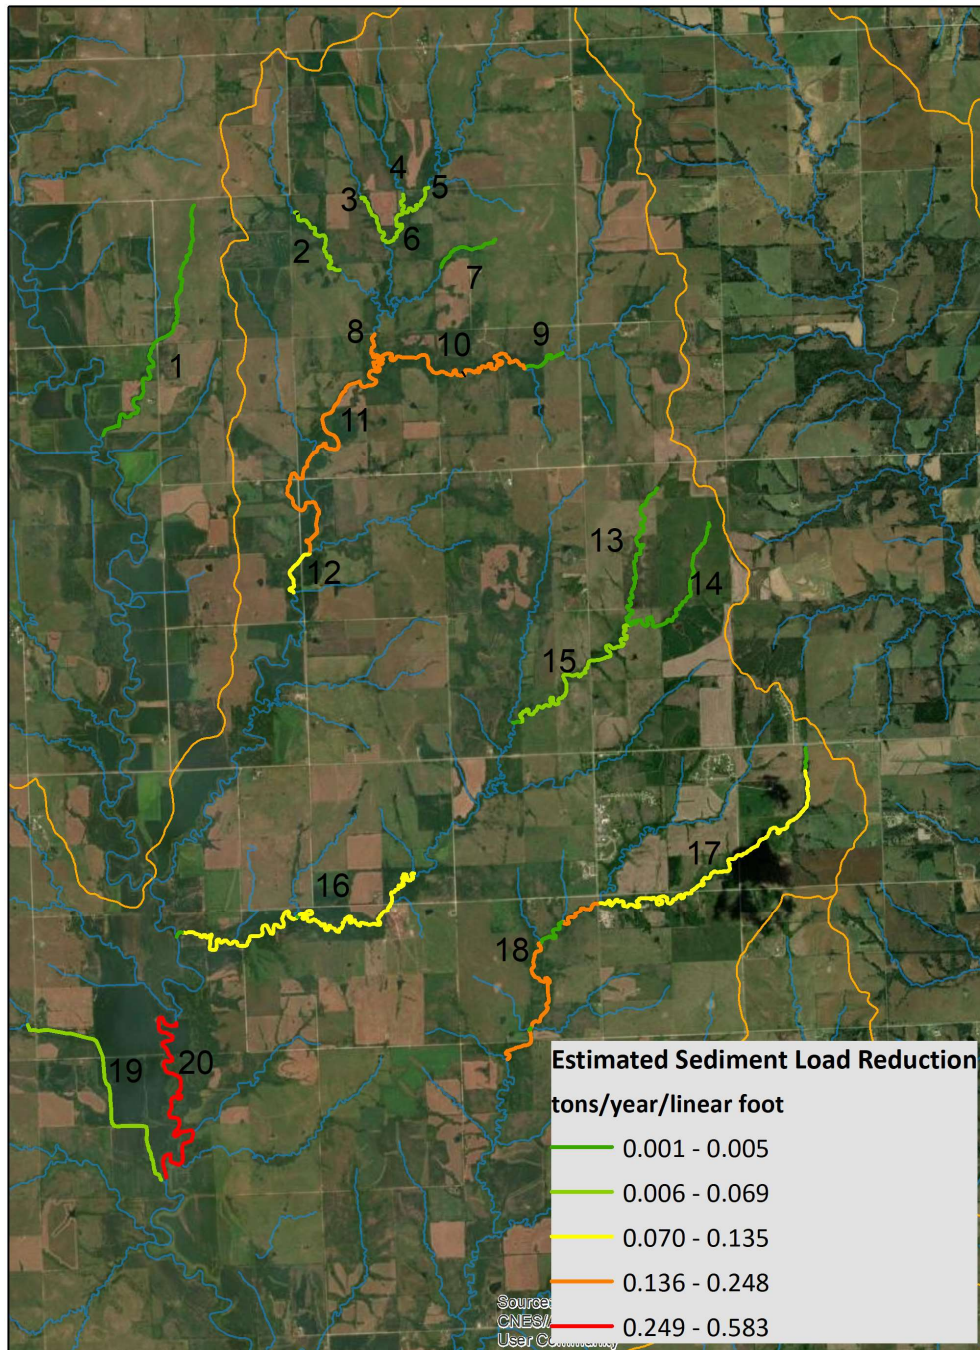 4
3
5
2
6
7
8
9
10
1
11
13
12
14
15
17
16
18
19
20
Estimated Sediment Load Reduction
tons/year/linear foot
0.001 - 0.005
0.006 - 0.069
0.070 - 0.135
0.136 - 0.248
0.249 - 0.583
Source:
CNES/
User